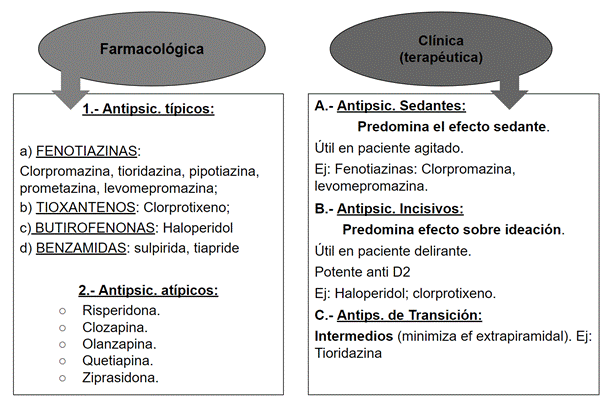 Farmacológica
1.- Antipsic. típicos:
a) FENOTIAZINAS:
Clorpromazina, tioridazina, pipotiazina,
prometazina, levomepromazina;
b) TIOXANTENOS: Clorprotixeno;
c) BUTIROFENONAS: Haloperidol
d) BENZAMIDAS: sulpirida, tiapride
2.- Antipsic. atípicos:
○ Risperidona.
○ Clozapina.
○ Olanzapina.
○ Quetiapina.
○ Ziprasidona.
Clínica
(terapéutica)
A.- Antipsic. Sedantes:
Predomina el efecto sedante.
Útil en paciente agitado.
Ej: Fenotiazinas: Clorpromazina,
levomepromazina.
B.- Antipsic. Incisivos:
Predomina efecto sobre ideación.
Útil en paciente delirante.
Potente anti D2
Ej: Haloperidol; clorprotixeno.
C.- Antips. de Transición:
Intermedios (minimiza ef extrapiramidal). Ej:
Tioridazina